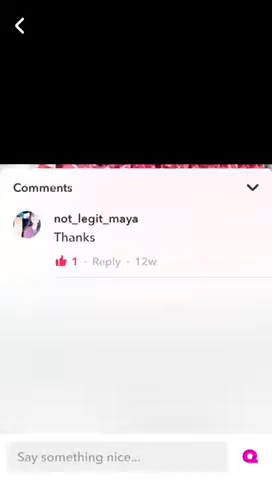 Comments
not_legit_maya
Thanks
1 · Reply · 12w
Say something nice...